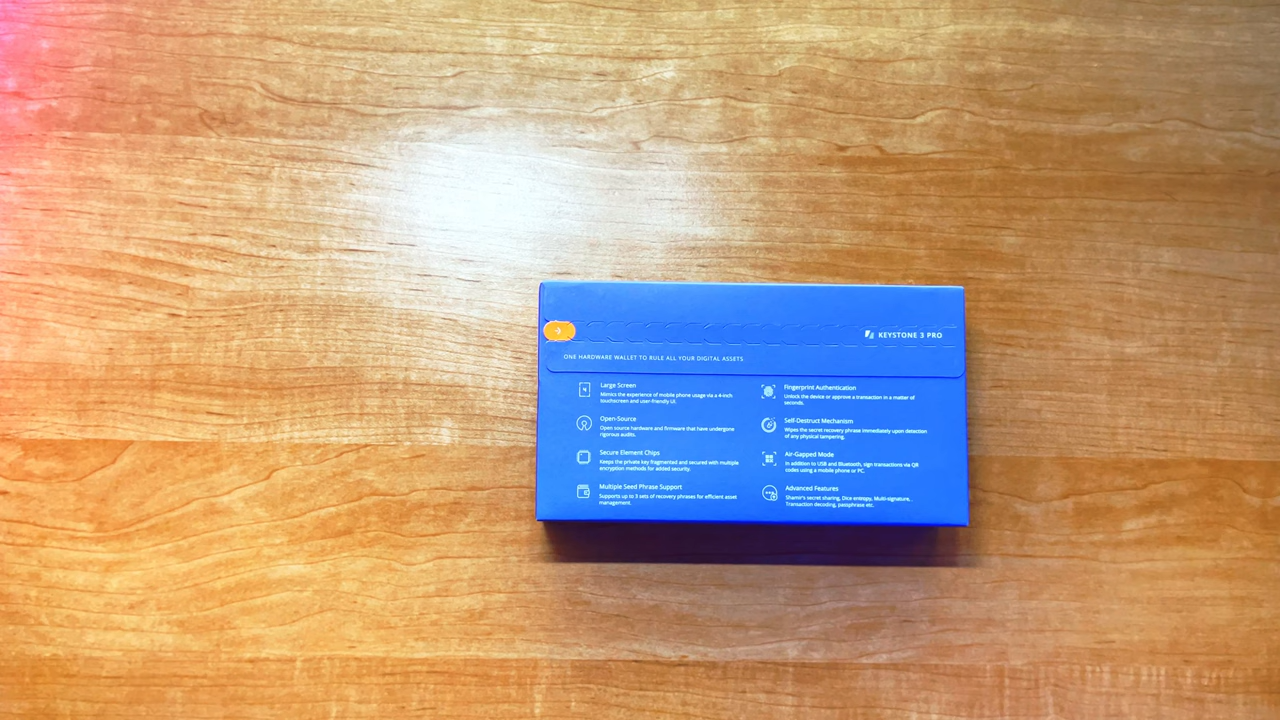 KEYSTONE 3 PRO
ONE HARDWARE WALLET TO RULE ALL YOUR DIGITAL ASSETS
Large Screen
Mimics the experience of mobile phone usage via a 4-inch
touchscreen and user-friendly UI.
Open-Source
Open source hardware and firmware that have undergone
rigorous audits.
Secure Element Chips
Keeps the private key fragmented and secured with multiple
encryption methods for added security.
Multiple Seed Phrase Support
Supports up to 3 sets of recovery phrases for efficient asset
management.
Fingerprint Authentication
Unlock the device or approve a transaction in a matter of
seconds.
Self-Destruct Mechanism
Wipes the secret recovery phrase immediately upon detection
of any physical tampering.
Air-Gapped Mode
In addition to USB and Bluetooth, sign transactions via QR
codes using a mobile phone or PC.
Advanced Features
Shamir's secret sharing, Dice entropy, Multi-signature,
Transaction decoding, passphrase etc.